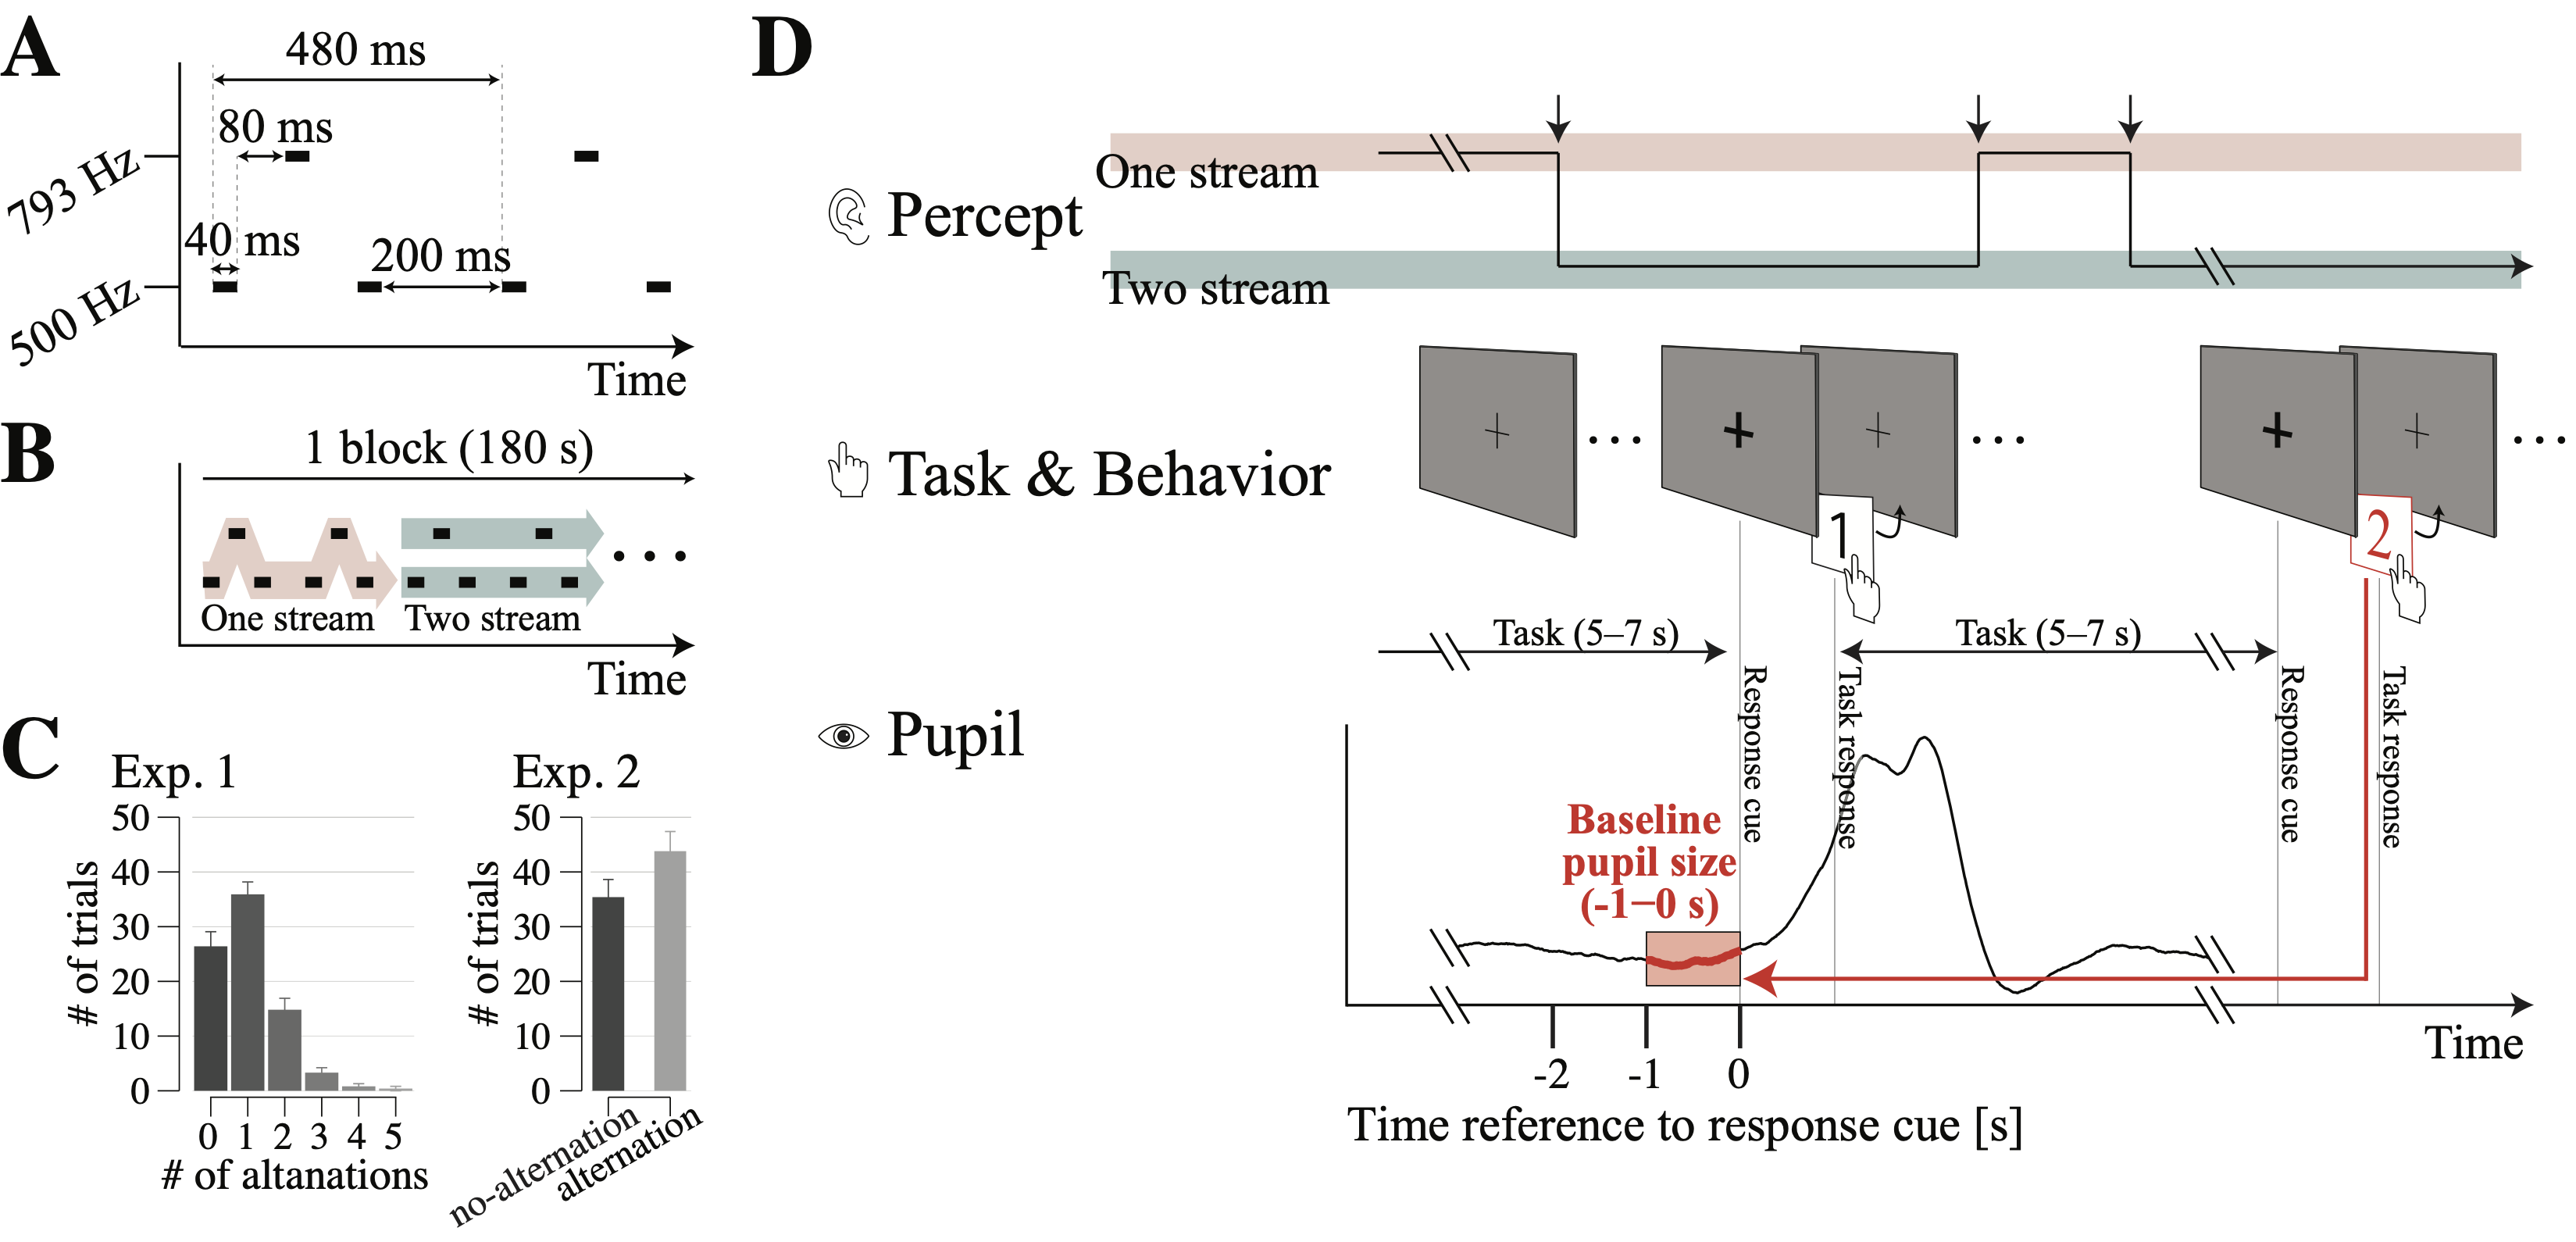 A
480 ms
80 ms
793 Hz
40 ms
200 ms
500 Hz
Time
B
1 block (180 s)
One stream
Two stream
Time
C
Exp. 1
50
40
30
20
10
0
# of trials
0 1 2 3 4 5
# of altanations
Exp. 2
50
40
30
20
10
0
# of trials
no-alternation
alternation
D
Percept
One stream
Two stream
Task & Behavior
1
2
Task (5–7 s)
Task (5–7 s)
Response cue
Task response
Response cue
Task response
Pupil
Baseline
pupil size
(-1–0 s)
-2 -1 0
Time
Time reference to response cue [s]